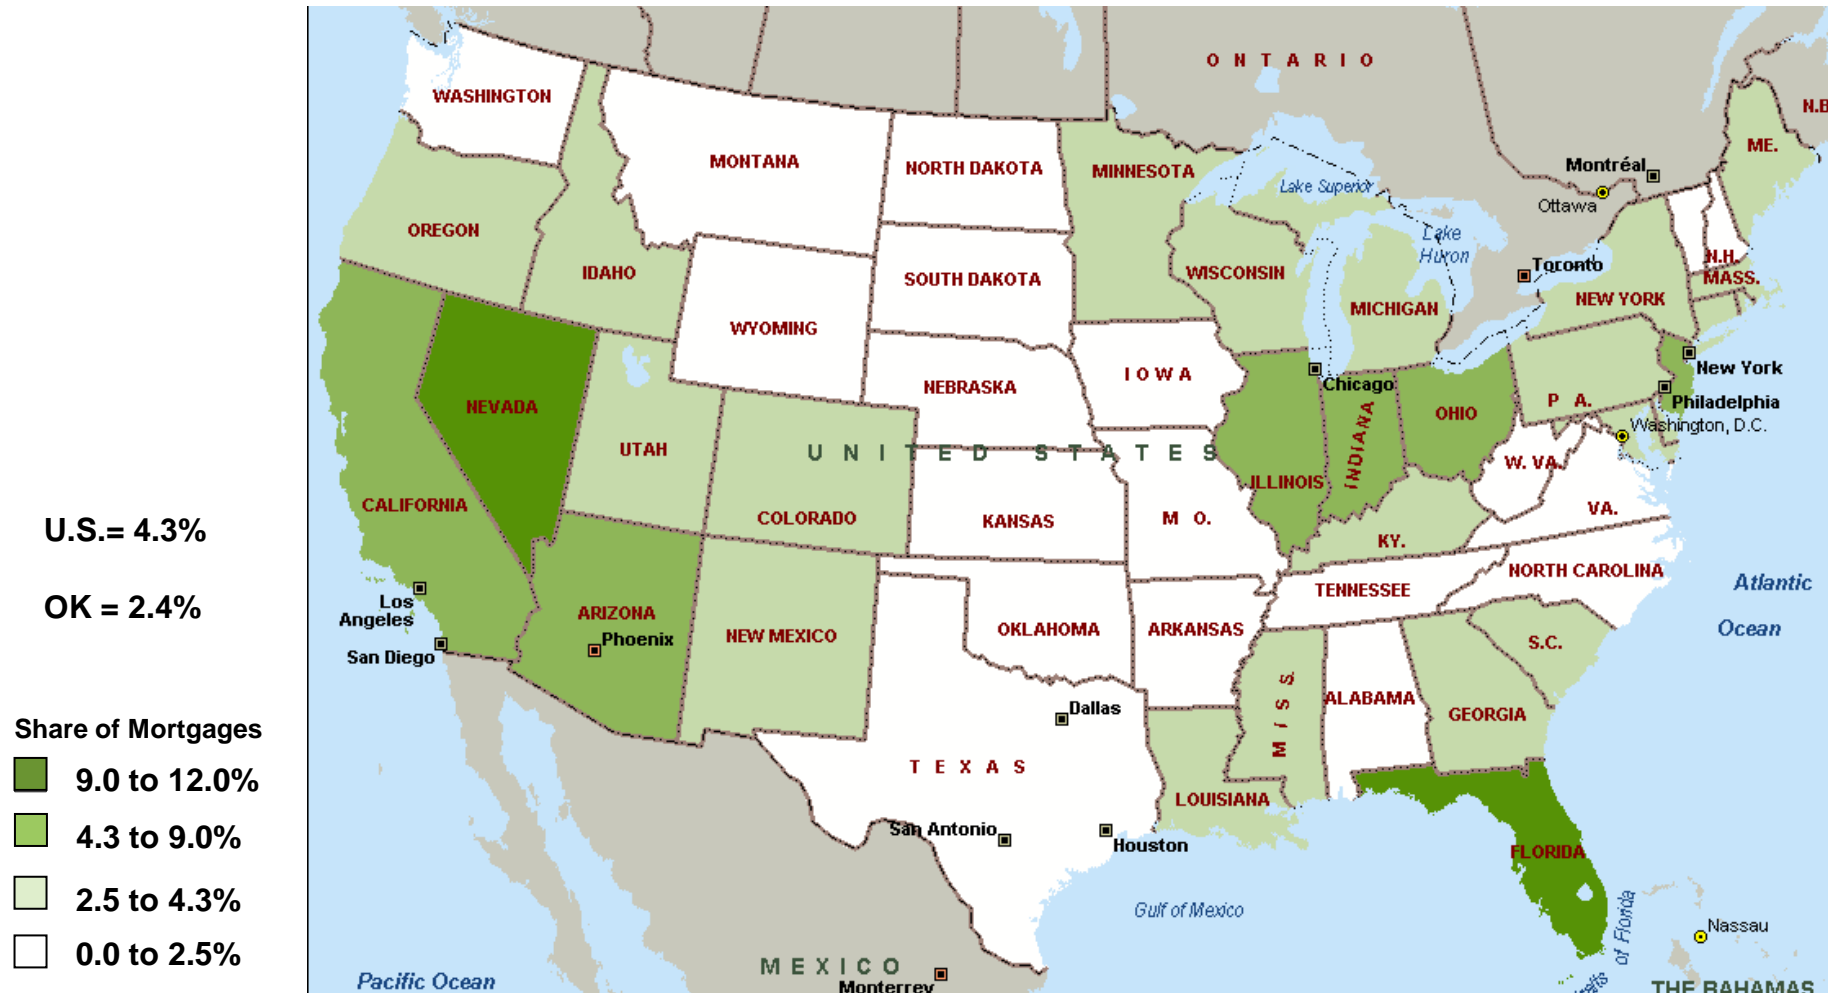 U.S.= 4.3%
OK = 2.4%
Share of Mortgages
9.0 to 12.0%
4.3 to 9.0%
2.5 to 4.3%
0.0 to 2.5%
ONTARIO
N.B
WASHINGTON
MONTANA
NORTH DAKOTA
MINNESOTA
ME.
Montréal
Ottawa
Lake Superior
OREGON
IDAHO
SOUTH DAKOTA
WISCONSIN
Lake
Huron
Toronto
N.H.
MASS.
MICHIGAN
NEW YORK
WYOMING
NEBRASKA
IOWA
Chicago
New York
Philadelphia
NEVADA
UTAH
UNITED STATES
ILLINOIS
INDIANA
OHIO
P A.
Washington, D.C.
W. VA.
VA.
CALIFORNIA
COLORADO
KANSAS
M O.
KY.
NORTH CAROLINA
TENNESSEE
Atlantic
Ocean
Los
Angeles
San Diego
ARIZONA
Phoenix
NEW MEXICO
OKLAHOMA
ARKANSAS
MISS.
ALABAMA
GEORGIA
S.C.
Dallas
TEXAS
LOUISIANA
San Antonio
Houston
FLORIDA
Gulf of Mexico
of Florida
Nassau
THE BAHAMAS
MEXICO
Monterrey
Pacific Ocean